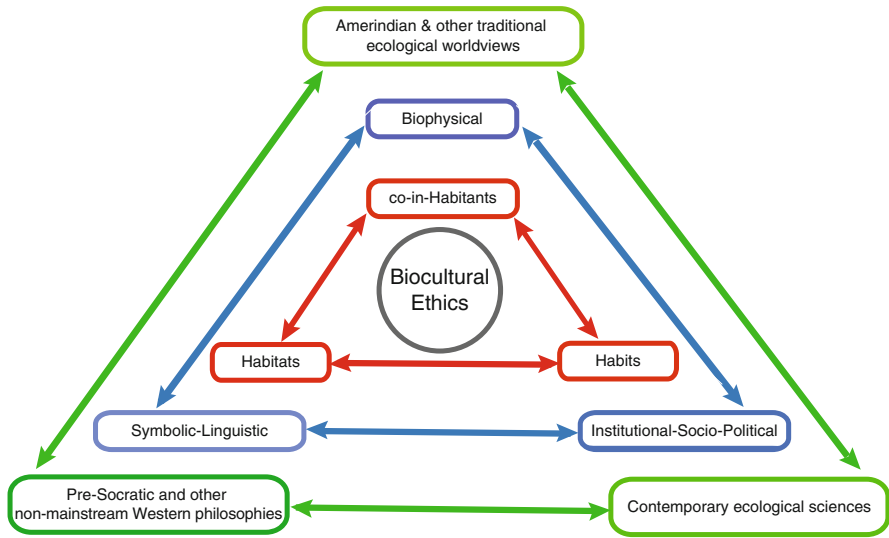 Amerindian & other traditional
ecological worldviews
Biophysical
co-in-Habitants
Biocultural
Ethics
Habitats
Habits
Symbolic-Linguistic
Institutional-Socio-Political
Pre-Socratic and other
non-mainstream Western philosophies
Contemporary ecological sciences